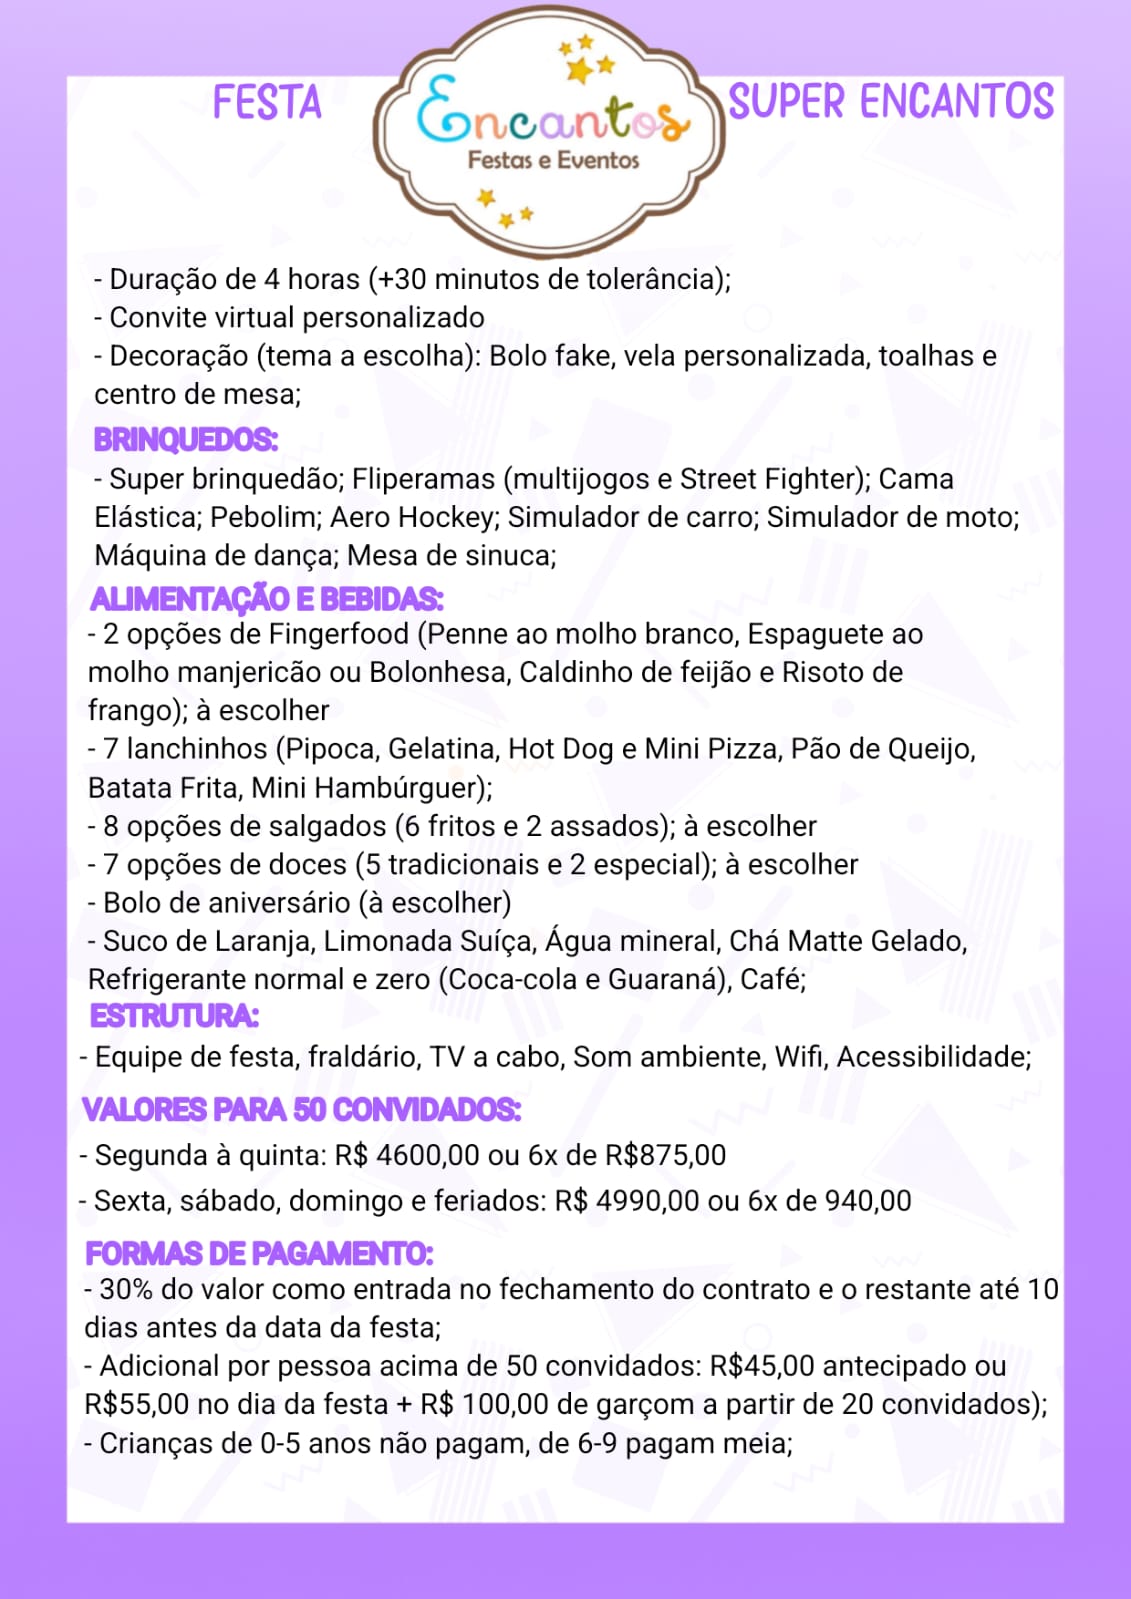 FESTA
Encantos
Festas e Eventos
SUPER ENCANTOS
- Duração de 4 horas (+30 minutos de tolerância);
- Convite virtual personalizado
- Decoração (tema a escolha): Bolo fake, vela personalizada, toalhas e
centro de mesa;
BRINQUEDOS:
- Super brinquedão; Fliperamas (multijogos e Street Fighter); Cama
Elástica; Pebolim; Aero Hockey; Simulador de carro; Simulador de moto;
Máquina de dança; Mesa de sinuca;
ALIMENTAÇÃO E BEBIDAS:
- 2 opções de Fingerfood (Penne ao molho branco, Espaguete ao
molho manjericão ou Bolonhesa, Caldinho de feijão e Risoto de
frango); à escolher
- 7 lanchinhos (Pipoca, Gelatina, Hot Dog e Mini Pizza, Pão de Queijo,
Batata Frita, Mini Hambúrguer);
- 8 opções de salgados (6 fritos e 2 assados); à escolher
- 7 opções de doces (5 tradicionais e 2 especial); à escolher
- Bolo de aniversário (à escolher)
- Suco de Laranja, Limonada Suíça, Água mineral, Chá Matte Gelado,
Refrigerante normal e zero (Coca-cola e Guaraná), Café;
ESTRUTURA:
- Equipe de festa, fraldário, TV a cabo, Som ambiente, Wifi, Acessibilidade;
VALORES PARA 50 CONVIDADOS:
- Segunda à quinta: R$ 4600,00 ou 6x de R$875,00
- Sexta, sábado, domingo e feriados: R$ 4990,00 ou 6x de 940,00
FORMAS DE PAGAMENTO:
- 30% do valor como entrada no fechamento do contrato e o restante até 10
dias antes da data da festa;
- Adicional por pessoa acima de 50 convidados: R$45,00 antecipado ou
R$55,00 no dia da festa + R$ 100,00 de garçom a partir de 20 convidados);
- Crianças de 0-5 anos não pagam, de 6-9 pagam meia;